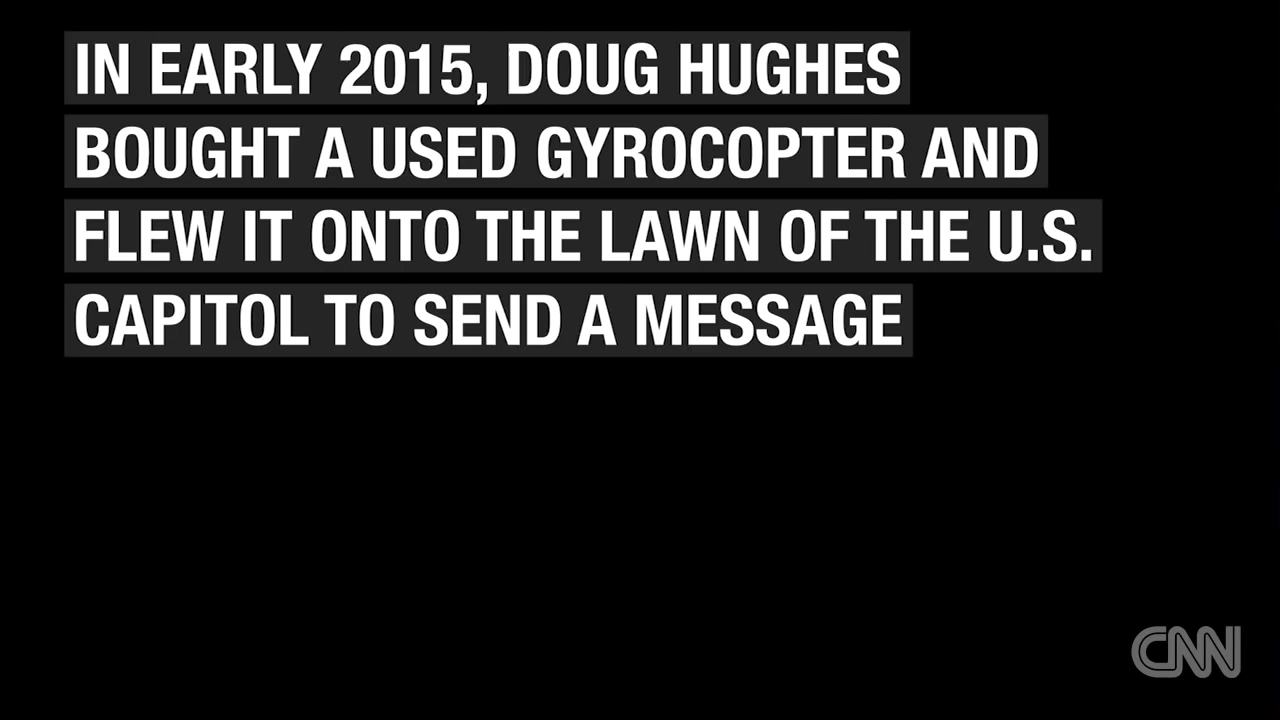 IN EARLY 2015, DOUG HUGHES
BOUGHT A USED GYROCOPTER AND
FLEW IT ONTO THE LAWN OF THE U.S.
CAPITOL TO SEND A MESSAGE
CNN